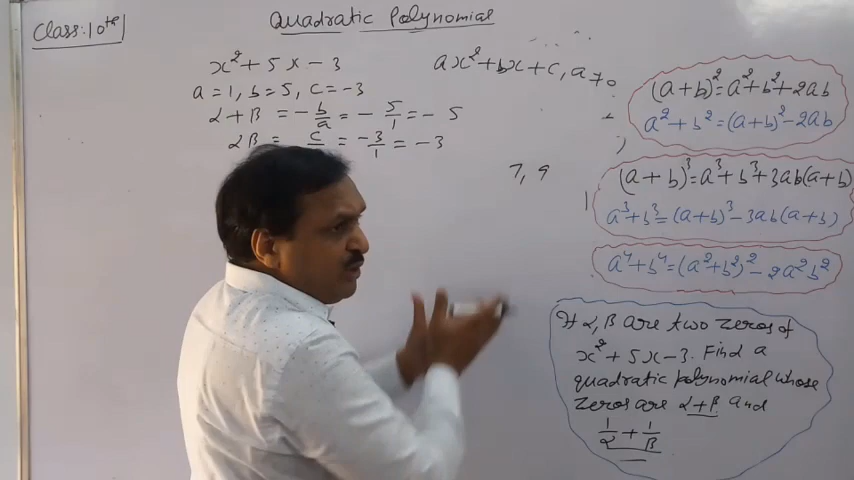 Class:10th
Quadratic Polynomial
x² + 5x - 3
a = 1, b = 5, c = -3
α + β = - b/a = - 5/1 = - 5
αβ = c = -3/1 = -3
ax² + bx + c, a ≠ 0
7, 9
(a + b)² = a² + b² + 2ab
a² + b² = (a + b)² - 2ab
(a + b)³ = a³ + b³ + 3ab(a + b)
a³ + b³ = (a + b)³ - 3ab(a + b)
a⁴ + b⁴ = (a² + b²)² - 2a²b²
If α, β are two zeros of
x² + 5x - 3. Find a
quadratic polynomial whose
zeros are α + β and
1/α + 1/β